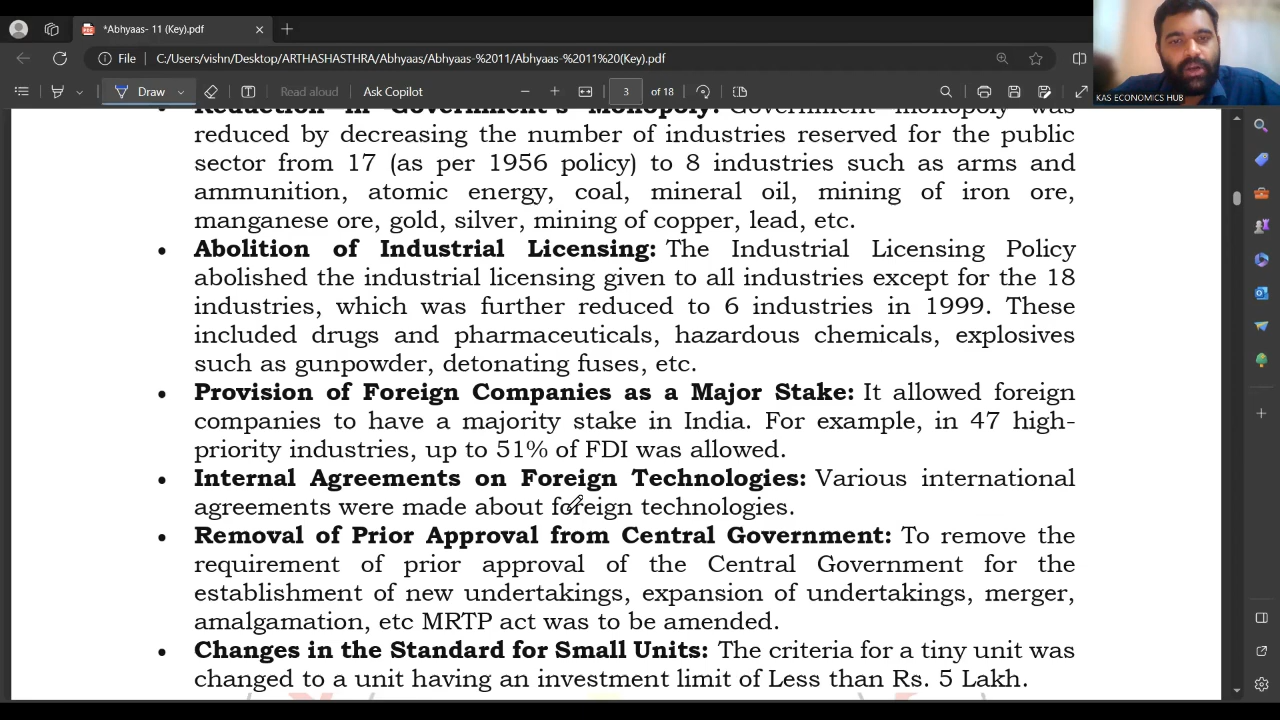 *Abhyaas- 11 (Key).pdf
File C:/Users/vishn/Desktop/ARTHASHASTHRA/Abhyaas/Abhyaas-%2011/Abhyaas-%2011%20(Key).pdf
Draw Read aloud Ask Copilot 3 of 18
KAS ECONOMICS HUB
Reduction in Government's Monopoly: Government monopoly was
reduced by decreasing the number of industries reserved for the public
sector from 17 (as per 1956 policy) to 8 industries such as arms and
ammunition, atomic energy, coal, mineral oil, mining of iron ore,
manganese ore, gold, silver, mining of copper, lead, etc.
• Abolition of Industrial Licensing: The Industrial Licensing Policy
abolished the industrial licensing given to all industries except for the 18
industries, which was further reduced to 6 industries in 1999. These
included drugs and pharmaceuticals, hazardous chemicals, explosives
such as gunpowder, detonating fuses, etc.
• Provision of Foreign Companies as a Major Stake: It allowed foreign
companies to have a majority stake in India. For example, in 47 high-
priority industries, up to 51% of FDI was allowed.
• Internal Agreements on Foreign Technologies: Various international
agreements were made about foreign technologies.
• Removal of Prior Approval from Central Government: To remove the
requirement of prior approval of the Central Government for the
establishment of new undertakings, expansion of undertakings, merger,
amalgamation, etc MRTP act was to be amended.
• Changes in the Standard for Small Units: The criteria for a tiny unit was
changed to a unit having an investment limit of Less than Rs. 5 Lakh.